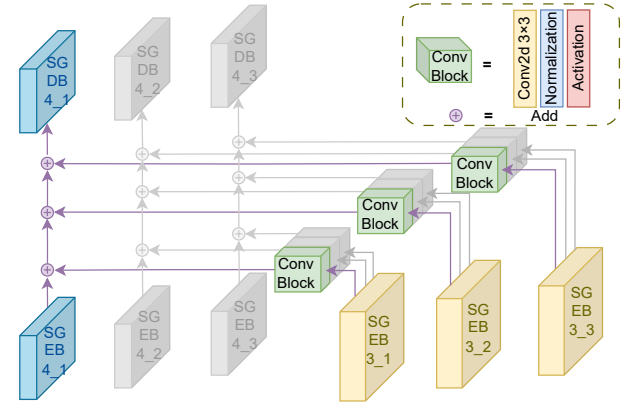 SG
DB
4_1
SG
DB
4_2
SG
DB
4_3
Conv
Block
=
Conv2d 3×3
Normalization
Activation
=
Add
Conv
Block
Conv
Block
Conv
Block
SG
EB
4_1
SG
EB
4_2
SG
EB
4_3
SG
EB
3_1
SG
EB
3_2
SG
EB
3_3